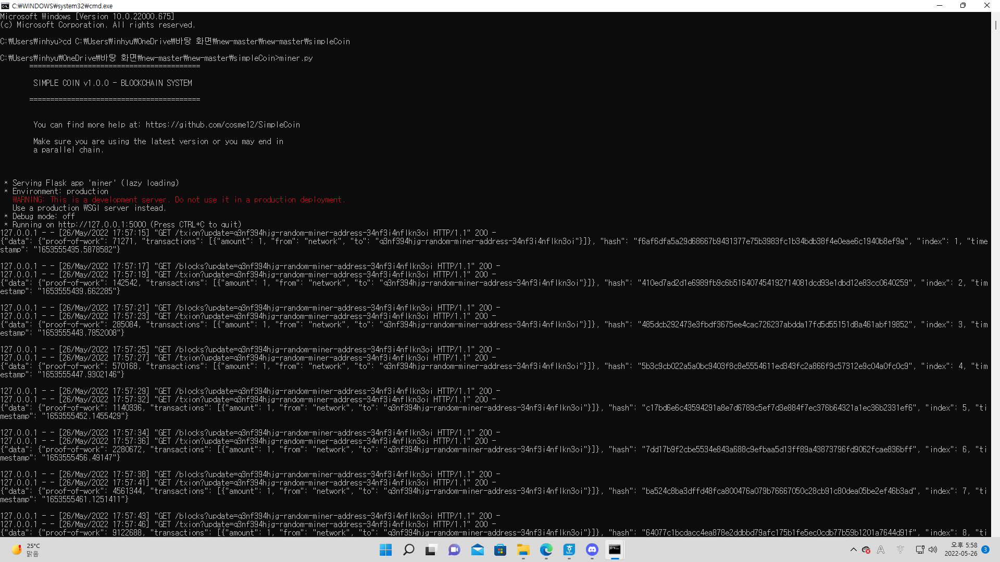 C:₩WINDOWS₩system32₩cmd.exe
Microsoft Windows [Version 10.0.22000.675]
(c) Microsoft Corporation. All rights reserved.
C:₩Users₩inhyu>cd C:₩Users₩inhyu₩OneDrive₩바탕 화면₩new-master₩new-master₩simpleCoin
C:₩Users₩inhyu₩OneDrive₩바탕 화면₩new-master₩new-master₩simpleCoin>miner.py
=========================================
SIMPLE COIN v1.0.0 - BLOCKCHAIN SYSTEM
=========================================
You can find more help at: https://github.com/cosme12/SimpleCoin
Make sure you are using the latest version or you may end in
a parallel chain.
* Serving Flask app 'miner' (lazy loading)
* Environment: production
WARNING: This is a development server. Do not use it in a production deployment.
Use a production WSGI server instead.
* Debug mode: off
* Running on http://127.0.0.1:5000 (Press CTRL+C to quit)
127.0.0.1 - - [26/May/2022 17:57:15] "GET /txion?update=q3nf394hjg-random-miner-address-34nf3i4nflkn3oi HTTP/1.1" 200 -
{"data": {"proof-of-work": 71271, "transactions": [{"amount": 1, "from": "network", "to": "q3nf394hjg-random-miner-address-34nf3i4nflkn3oi"}]}, "hash": "f6af6dfa5a29d68667b9431377e75b3983fc1b34bdb38f4e0eae6c1940b8ef9a", "index": 1, "time
stamp": "1653555435.5878582"}
127.0.0.1 - - [26/May/2022 17:57:17] "GET /blocks?update=q3nf394hjg-random-miner-address-34nf3i4nflkn3oi HTTP/1.1" 200 -
127.0.0.1 - - [26/May/2022 17:57:19] "GET /txion?update=q3nf394hjg-random-miner-address-34nf3i4nflkn3oi HTTP/1.1" 200 -
{"data": {"proof-of-work": 142542, "transactions": [{"amount": 1, "from": "network", "to": "q3nf394hjg-random-miner-address-34nf3i4nflkn3oi"}]}, "hash": "410ed7ad2d1e6989fb9c6b516407454192714081dcd93e1dbd12e83cc0640259", "index": 2, "tim
estamp": "1653555439.662285"}
127.0.0.1 - - [26/May/2022 17:57:21] "GET /blocks?update=q3nf394hjg-random-miner-address-34nf3i4nflkn3oi HTTP/1.1" 200 -
127.0.0.1 - - [26/May/2022 17:57:23] "GET /txion?update=q3nf394hjg-random-miner-address-34nf3i4nflkn3oi HTTP/1.1" 200 -
{"data": {"proof-of-work": 285084, "transactions": [{"amount": 1, "from": "network", "to": "q3nf394hjg-random-miner-address-34nf3i4nflkn3oi"}]}, "hash": "485dcb292473e3fbdf3675ee4cac726237abdda17fd5d55151d8a461abf19852", "index": 3, "tim
estamp": "1653555443.7852008"}
127.0.0.1 - - [26/May/2022 17:57:25] "GET /blocks?update=q3nf394hjg-random-miner-address-34nf3i4nflkn3oi HTTP/1.1" 200 -
127.0.0.1 - - [26/May/2022 17:57:27] "GET /txion?update=q3nf394hjg-random-miner-address-34nf3i4nflkn3oi HTTP/1.1" 200 -
{"data": {"proof-of-work": 570168, "transactions": [{"amount": 1, "from": "network", "to": "q3nf394hjg-random-miner-address-34nf3i4nflkn3oi"}]}, "hash": "5b3c9cb022a5a0bc9403f8c8e5554611ed343fc2a866f9c57312e9c04a0fc0c9", "index": 4, "tim
estamp": "1653555447.9302146"}
127.0.0.1 - - [26/May/2022 17:57:29] "GET /blocks?update=q3nf394hjg-random-miner-address-34nf3i4nflkn3oi HTTP/1.1" 200 -
127.0.0.1 - - [26/May/2022 17:57:32] "GET /txion?update=q3nf394hjg-random-miner-address-34nf3i4nflkn3oi HTTP/1.1" 200 -
{"data": {"proof-of-work": 1140336, "transactions": [{"amount": 1, "from": "network", "to": "q3nf394hjg-random-miner-address-34nf3i4nflkn3oi"}]}, "hash": "c17bd6e6c43594291a8e7d6789c5ef7d3e884f7ec376b64321a1ec36b2331ef6", "index": 5, "ti
mestamp": "1653555452.1455429"}
127.0.0.1 - - [26/May/2022 17:57:34] "GET /blocks?update=q3nf394hjg-random-miner-address-34nf3i4nflkn3oi HTTP/1.1" 200 -
127.0.0.1 - - [26/May/2022 17:57:36] "GET /txion?update=q3nf394hjg-random-miner-address-34nf3i4nflkn3oi HTTP/1.1" 200 -
{"data": {"proof-of-work": 2280672, "transactions": [{"amount": 1, "from": "network", "to": "q3nf394hjg-random-miner-address-34nf3i4nflkn3oi"}]}, "hash": "7dd17b9f2cbe5534e843a688c9efbaa5d13ff89a43873796fd9062fcae836bff", "index": 6, "ti
mestamp": "1653555456.49147"}
127.0.0.1 - - [26/May/2022 17:57:38] "GET /blocks?update=q3nf394hjg-random-miner-address-34nf3i4nflkn3oi HTTP/1.1" 200 -
127.0.0.1 - - [26/May/2022 17:57:41] "GET /txion?update=q3nf394hjg-random-miner-address-34nf3i4nflkn3oi HTTP/1.1" 200 -
{"data": {"proof-of-work": 4561344, "transactions": [{"amount": 1, "from": "network", "to": "q3nf394hjg-random-miner-address-34nf3i4nflkn3oi"}]}, "hash": "ba524c8ba3dffd48fca800476a079b76667050c28cb91c80dea05be2ef46b3ad", "index": 7, "ti
mestamp": "1653555461.1251411"}
127.0.0.1 - - [26/May/2022 17:57:43] "GET /blocks?update=q3nf394hjg-random-miner-address-34nf3i4nflkn3oi HTTP/1.1" 200 -
127.0.0.1 - - [26/May/2022 17:57:46] "GET /txion?update=q3nf394hjg-random-miner-address-34nf3i4nflkn3oi HTTP/1.1" 200 -
{"data": {"proof-of-work": 9122688, "transactions": [{"amount": 1, "from": "network", "to": "q3nf394hjg-random-miner-address-34nf3i4nflkn3oi"}]}, "hash": "64077c1bcdacc4ea878e2ddbbd79afc175b1fe5ec0cdb77b59b1201a7644d91f", "index": 8, "ti
25°C
맑음
A
오후 5:58
2022-05-26
3